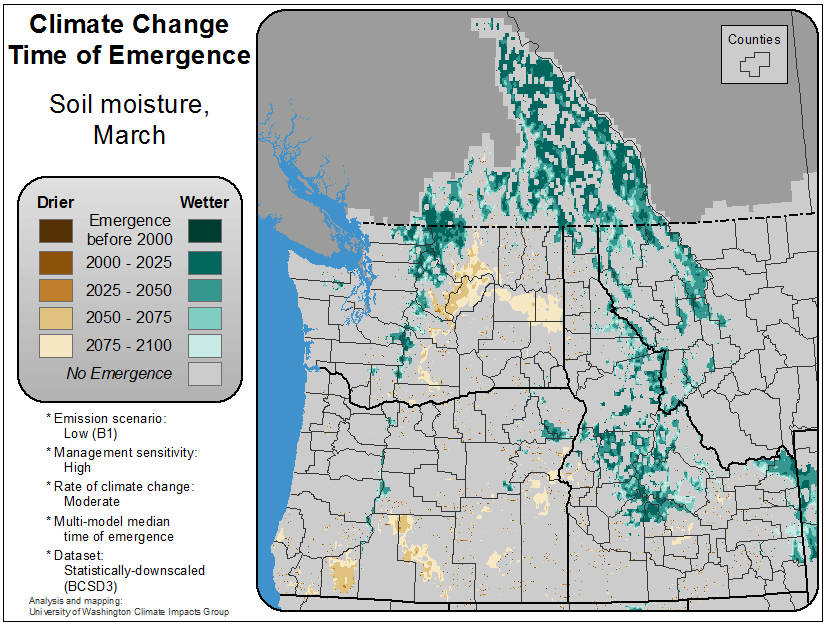 Climate Change
Time of Emergence
Soil moisture,
March
Drier
Wetter
Emergence
before 2000
2000 - 2025
2025 - 2050
2050 - 2075
2075 - 2100
No Emergence
* Emission scenario:
Low (B1)
* Management sensitivity:
High
* Rate of climate change:
Moderate
* Multi-model median
time of emergence
* Dataset:
Statistically-downscaled
(BCSD3)
Analysis and mapping:
University of Washington Climate Impacts Group
Counties